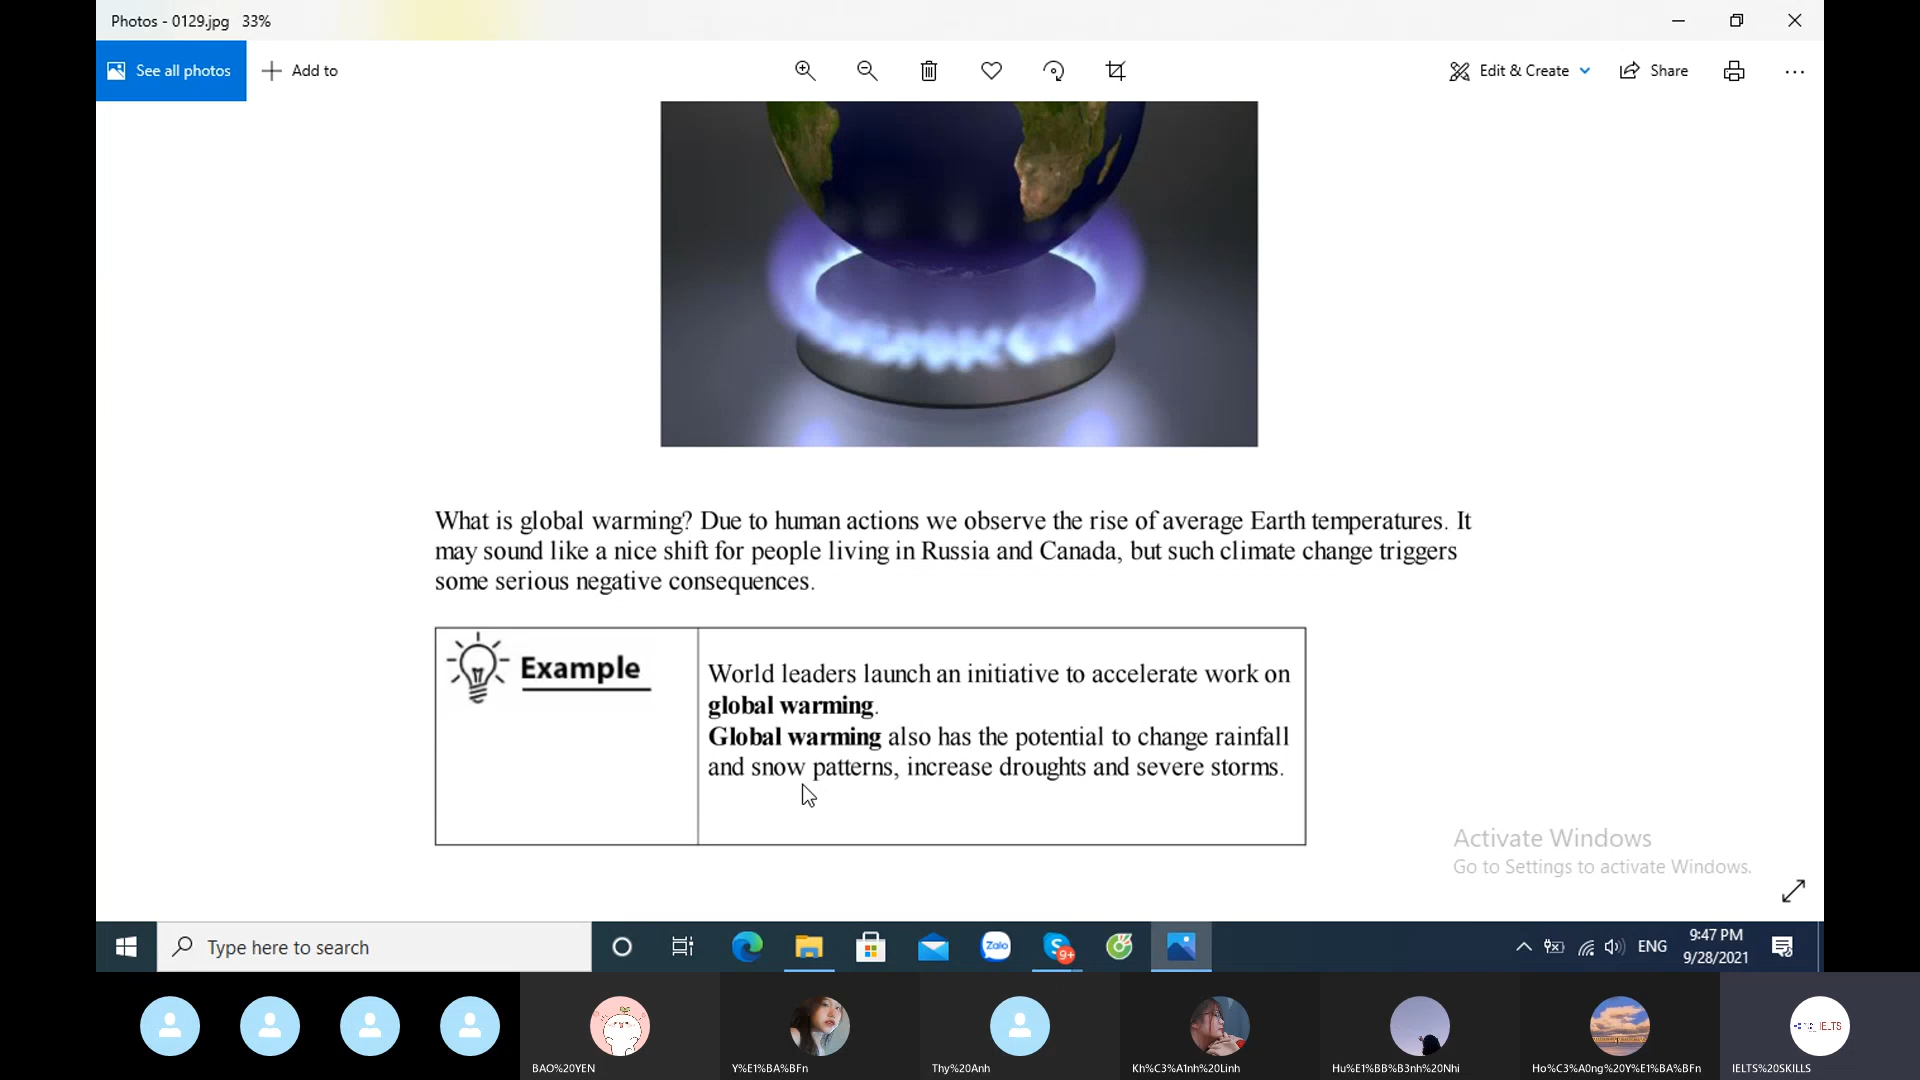 Photos - 0129.jpg 33%
See all photos
Add to
Edit & Create
Share
What is global warming? Due to human actions we observe the rise of average Earth temperatures. It
may sound like a nice shift for people living in Russia and Canada, but such climate change triggers
some serious negative consequences.
Example
World leaders launch an initiative to accelerate work on
global warming.
Global warming also has the potential to change rainfall
and snow patterns, increase droughts and severe storms.
Activate Windows
Go to Settings to activate Windows.
Type here to search
Zalo
9+
ENG
9:47 PM
9/28/2021
BAO%20YEN
Y%E1%BA%BFn
Thy%20Anh
Kh%C3%A1nh%20Linh
Hu%E1%BB%B3nh%20Nhi
Ho%C3%A0ng%20Y%E1%BA%BFn
IELTS
IELTS%20SKILLS